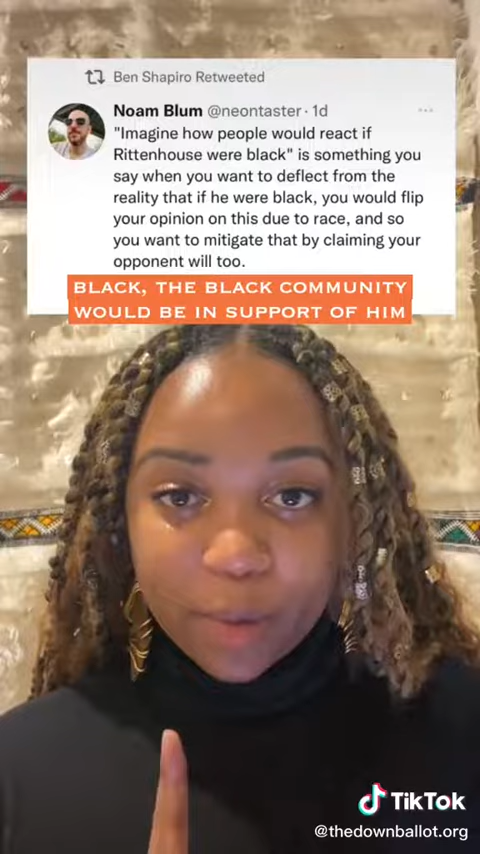 Ben Shapiro Retweeted
Noam Blum @neontaster · 1d
"Imagine how people would react if
Rittenhouse were black" is something you
say when you want to deflect from the
reality that if he were black, you would flip
your opinion on this due to race, and so
you want to mitigate that by claiming your
opponent will too.
BLACK, THE BLACK COMMUNITY
WOULD BE IN SUPPORT OF HIM
TikTok
@thedownballot.org